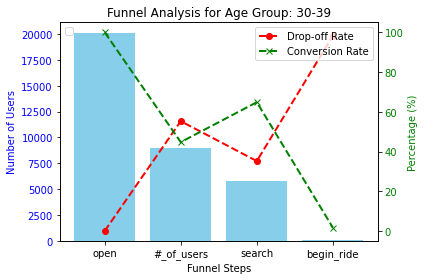 Funnel Analysis for Age Group: 30-39
Drop-off Rate
Conversion Rate
20000
17500
15000
12500
10000
7500
5000
2500
0
Number of Users
100
80
60
40
20
0
Percentage (%)
open
#_of_users
search
begin_ride
Funnel Steps